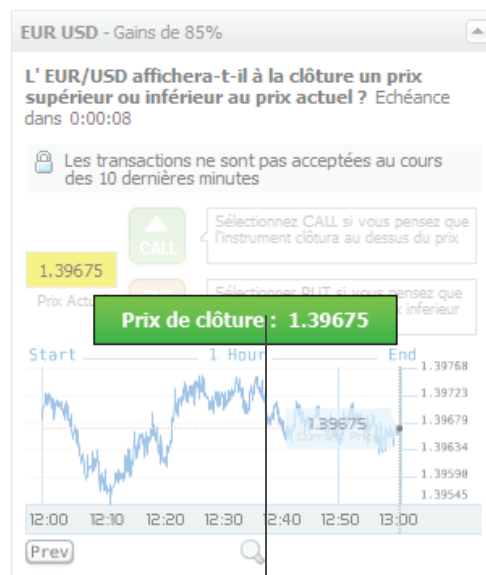 EUR USD - Gains de 85%
L' EUR/USD affichera-t-il à la clôture un prix
supérieur ou inférieur au prix actuel ? Echéance
dans 0:00:08
Les transactions ne sont pas acceptées au cours
des 10 dernières minutes
CALL
Sélectionnez CALL si vous pensez que
l'instrument clôtura au dessus du prix
1.39675
Prix
Sélectionnez PUT si vous pensez que
inferieur
Prix de clôture : 1.39675
Start 1 Hour End
1.39768
1.39723
1.39679
1.39634
1.39590
1.39545
1.39675
Current Price
12:00 12:10 12:20 12:30 12:40 12:50 13:00
Prev